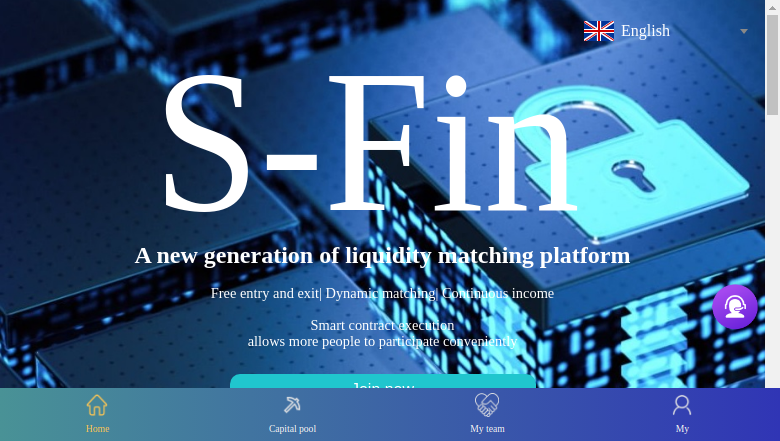 English
S-Fin
A new generation of liquidity matching platform
Free entry and exit| Dynamic matching| Continuous income
Smart contract execution
allows more people to participate conveniently
Join now
Home
Capital pool
My team
My